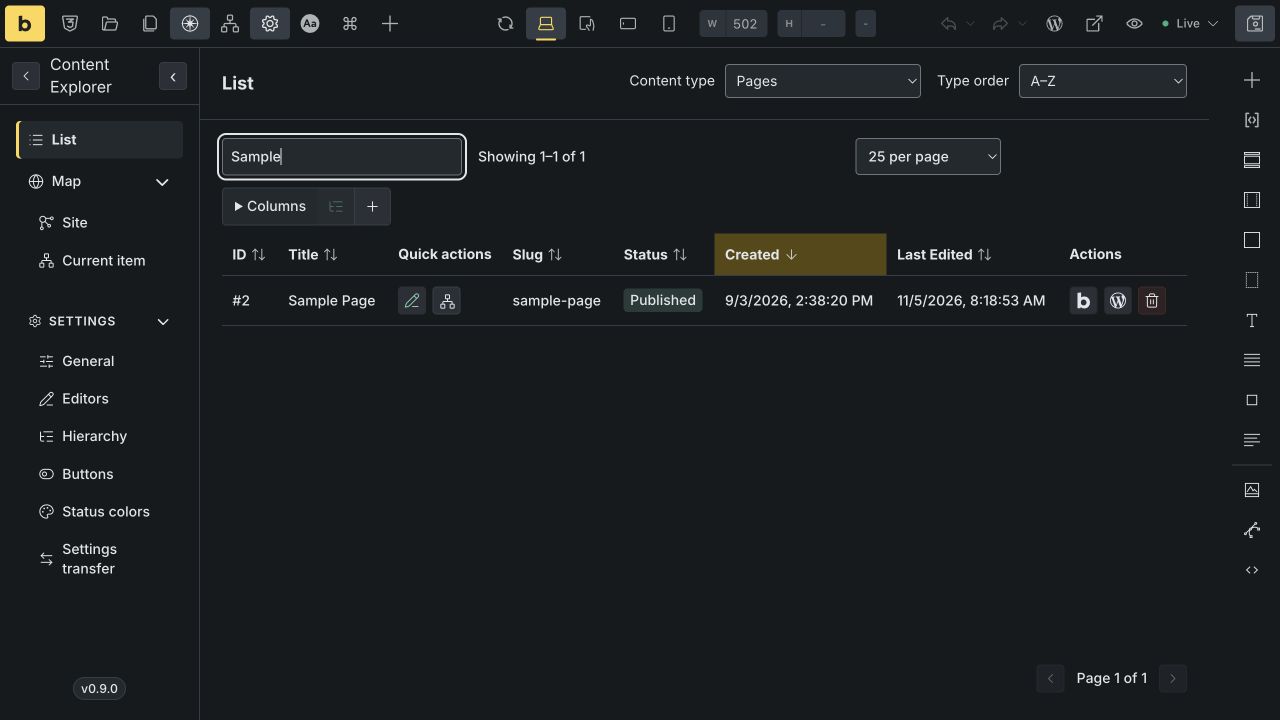 b
Aa
W 502
H -
-
Live
Content Explorer
List
Map
Site
Current item
SETTINGS
General
Editors
Hierarchy
Buttons
Status colors
Settings transfer
v0.9.0
List
Content type Pages
Type order A–Z
Sample
Showing 1–1 of 1
25 per page
Columns
ID Title Quick actions Slug Status Created Last Edited Actions
#2 Sample Page sample-page Published 9/3/2026, 2:38:20 PM 11/5/2026, 8:18:53 AM b
Page 1 of 1